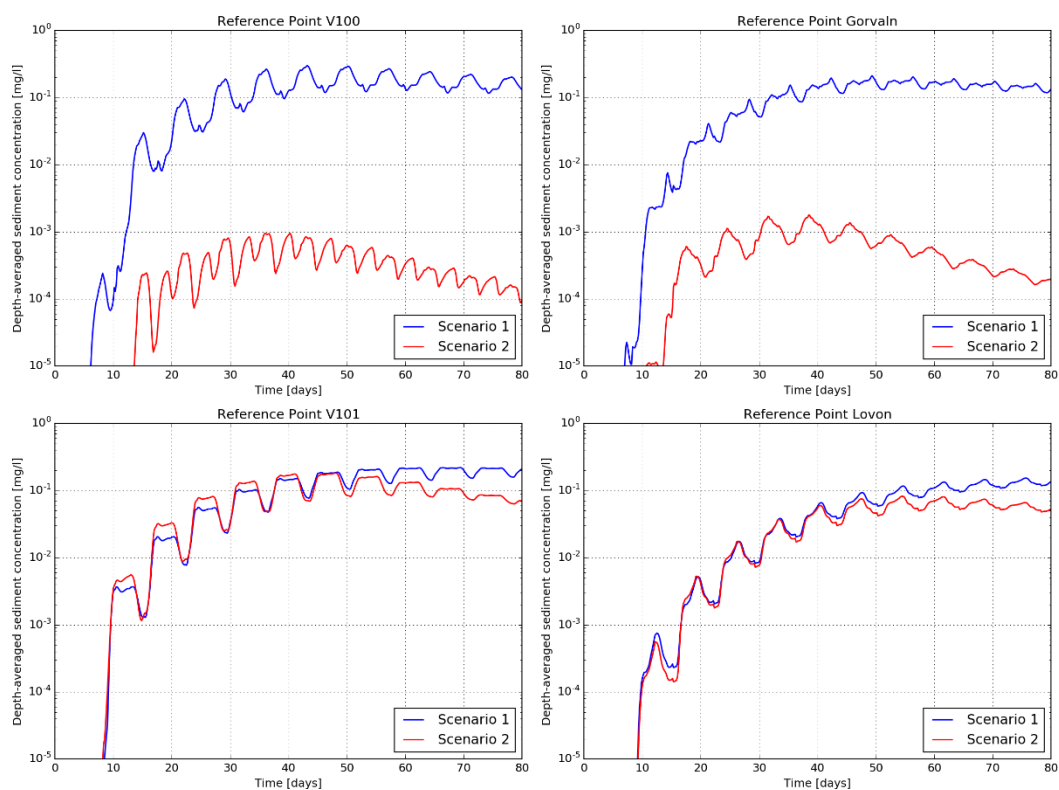 Reference Point V100
Depth-averaged sediment concentration [mg/l]
10^0
10^-1
10^-2
10^-3
10^-4
10^-5
Scenario 1
Scenario 2
0 10 20 30 40 50 60 70 80
Time [days]
Reference Point Gorvaln
Depth-averaged sediment concentration [mg/l]
10^0
10^-1
10^-2
10^-3
10^-4
10^-5
Scenario 1
Scenario 2
0 10 20 30 40 50 60 70 80
Time [days]
Reference Point V101
Depth-averaged sediment concentration [mg/l]
10^0
10^-1
10^-2
10^-3
10^-4
10^-5
Scenario 1
Scenario 2
0 10 20 30 40 50 60 70 80
Time [days]
Reference Point Lovon
Depth-averaged sediment concentration [mg/l]
10^0
10^-1
10^-2
10^-3
10^-4
10^-5
Scenario 1
Scenario 2
0 10 20 30 40 50 60 70 80
Time [days]